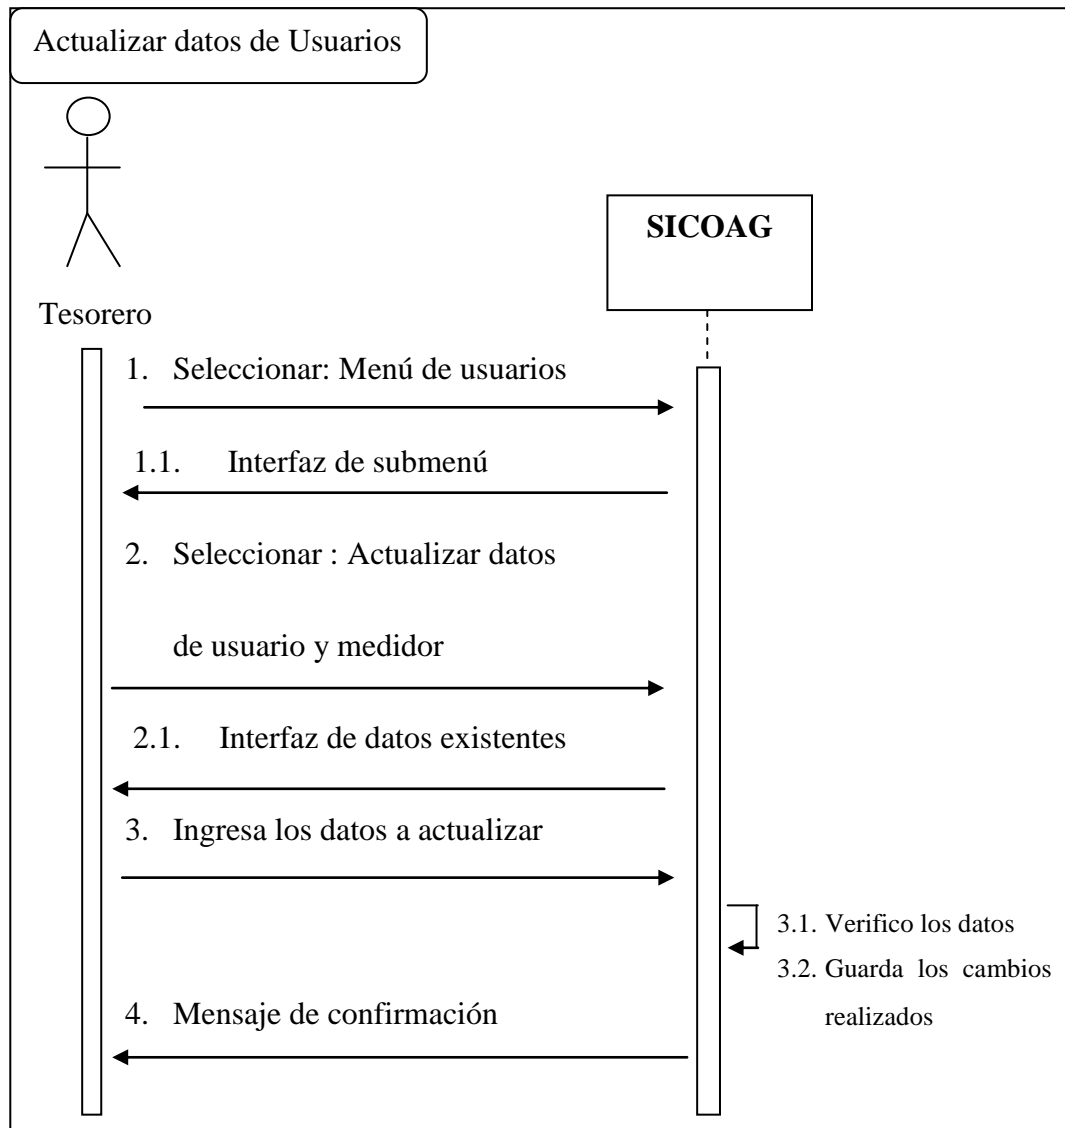 Actualizar datos de Usuarios
SICOAG
Tesorero
1. Seleccionar: Menú de usuarios
1.1. Interfaz de submenú
2. Seleccionar : Actualizar datos
de usuario y medidor
2.1. Interfaz de datos existentes
3. Ingresa los datos a actualizar
3.1. Verifico los datos
3.2. Guarda los cambios
realizados
4. Mensaje de confirmación